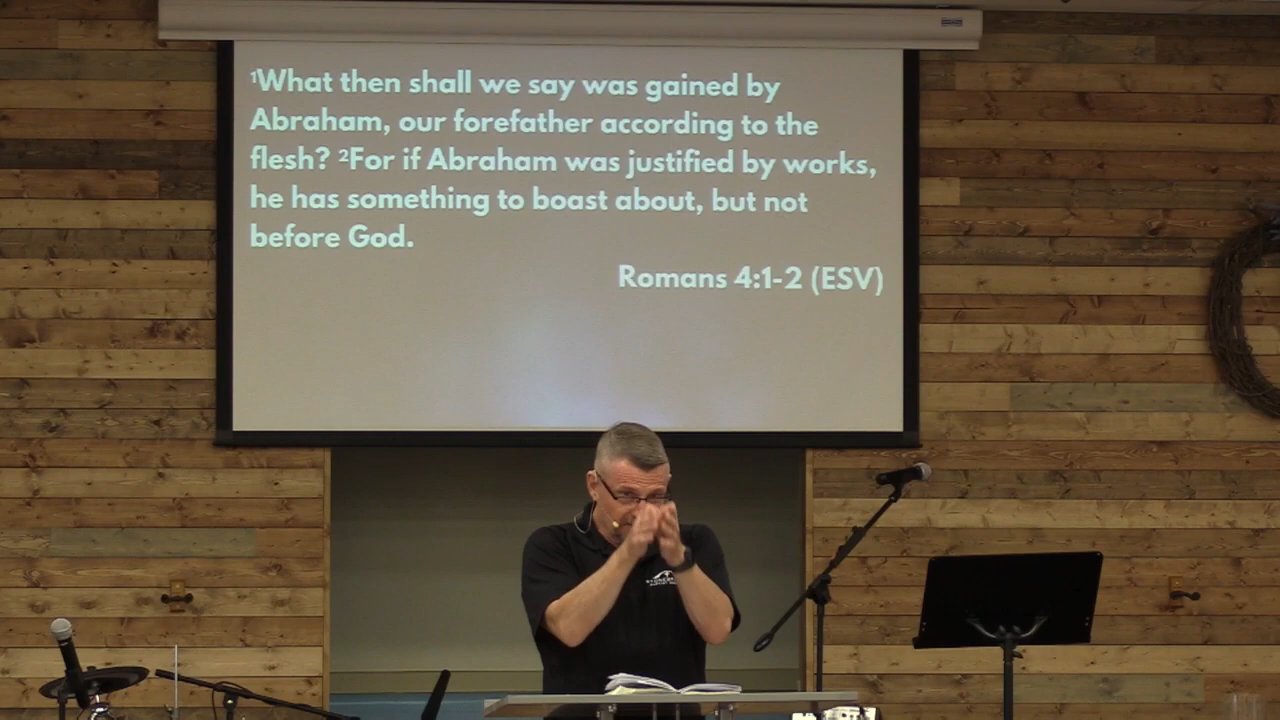 ¹What then shall we say was gained by
Abraham, our forefather according to the
flesh? ²For if Abraham was justified by works,
he has something to boast about, but not
before God.
Romans 4:1-2 (ESV)